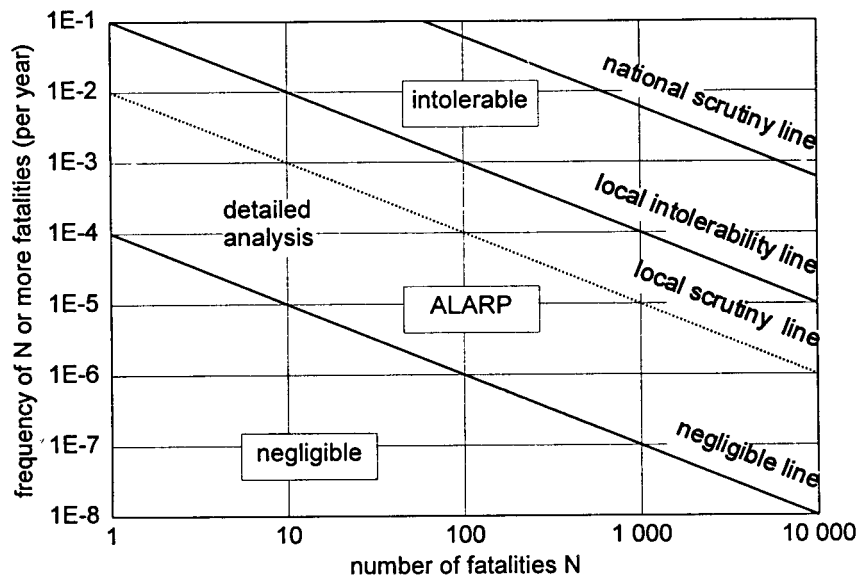 frequency of N or more fatalities (per year)
1E-1
1E-2
1E-3
1E-4
1E-5
1E-6
1E-7
1E-8
intolerable
national scrutiny line
local intolerability line
detailed
analysis
local scrutiny line
ALARP
negligible
negligible line
1
10
100
1 000
10 000
number of fatalities N